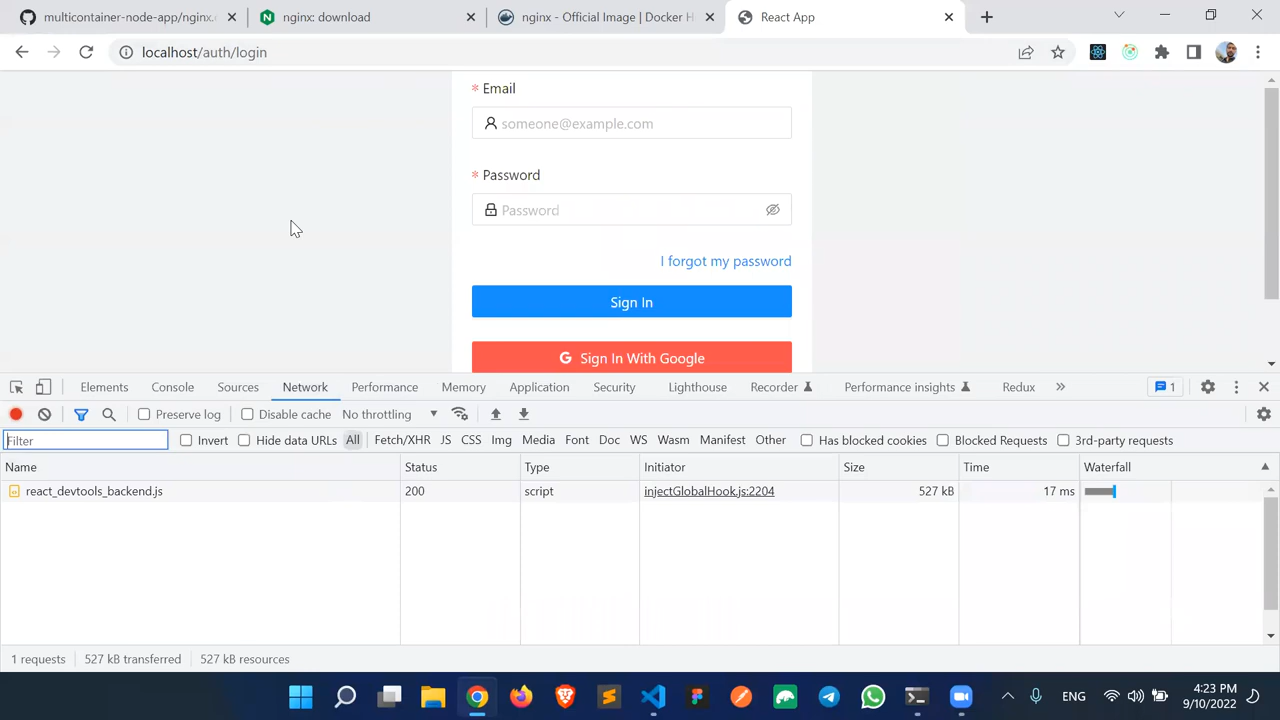 multicontainer-node-app/nginx.
nginx: download
nginx - Official Image | Docker H
React App
localhost/auth/login
* Email
someone@example.com
* Password
Password
I forgot my password
Sign In
G Sign In With Google
Elements Console Sources Network Performance Memory Application Security Lighthouse Recorder Performance insights Redux » 1
Preserve log Disable cache No throttling
Filter Invert Hide data URLs All Fetch/XHR JS CSS Img Media Font Doc WS Wasm Manifest Other Has blocked cookies Blocked Requests 3rd-party requests
Name Status Type Initiator Size Time Waterfall
react_devtools_backend.js 200 script injectGlobalHook.js:2204 527 kB 17 ms
1 requests 527 kB transferred 527 kB resources
ENG 4:23 PM
9/10/2022